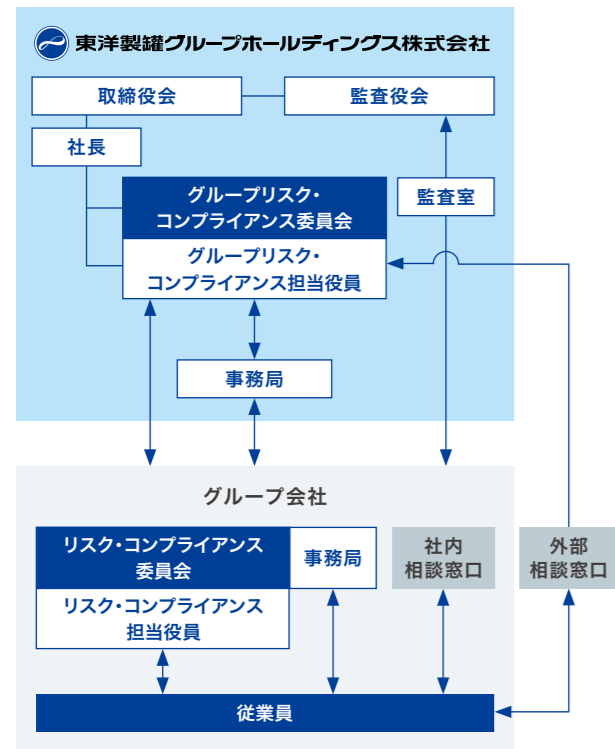 東洋製罐グループホールディングス株式会社
取締役会
監査役会
社長
グループリスク・
コンプライアンス委員会
監査室
グループリスク・
コンプライアンス担当役員
事務局
グループ会社
リスク・コンプライアンス
委員会
事務局
社内
相談窓口
外部
相談窓口
リスク・コンプライアンス
担当役員
従業員